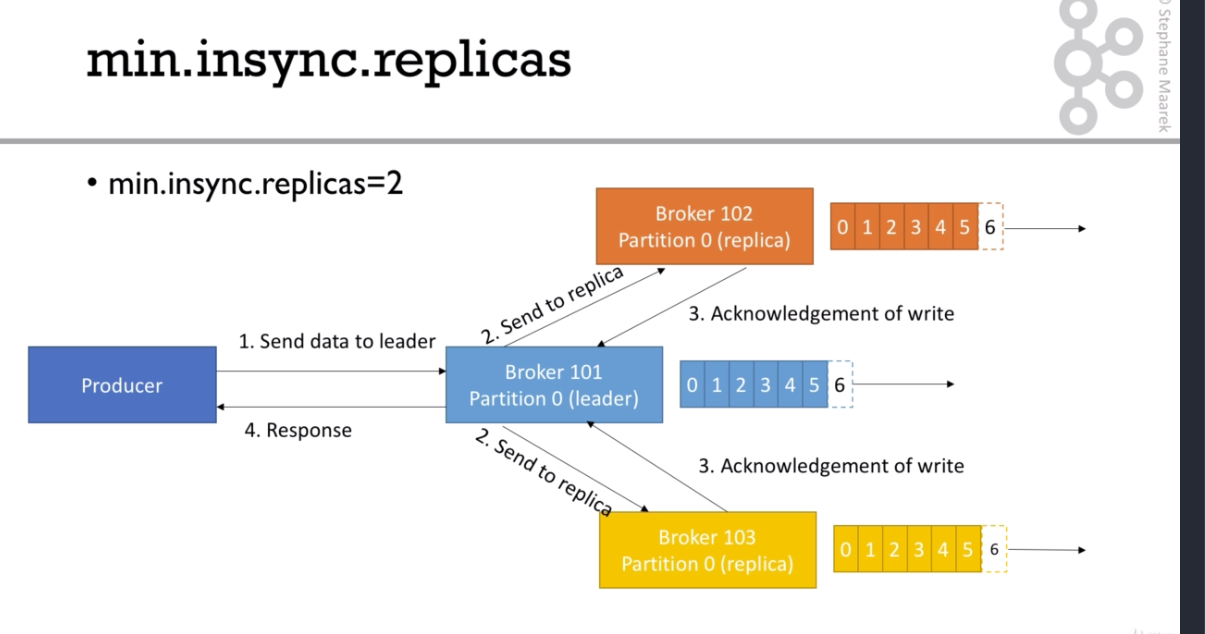 min.insync.replicas
Stephane Maarek
• min.insync.replicas=2
Broker 102
Partition 0 (replica)
0 1 2 3 4 5 6
2. Send to replica
3. Acknowledgement of write
1. Send data to leader
Producer
Broker 101
Partition 0 (leader)
0 1 2 3 4 5 6
4. Response
2. Send to replica
3. Acknowledgement of write
Broker 103
Partition 0 (replica)
0 1 2 3 4 5 6